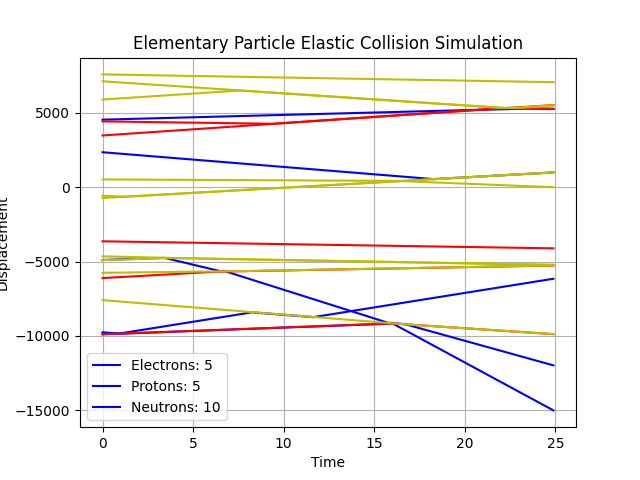 Elementary Particle Elastic Collision Simulation
Displacement
5000
0
−5000
−10000
−15000
Electrons: 5
Protons: 5
Neutrons: 10
0 5 10 15 20 25
Time